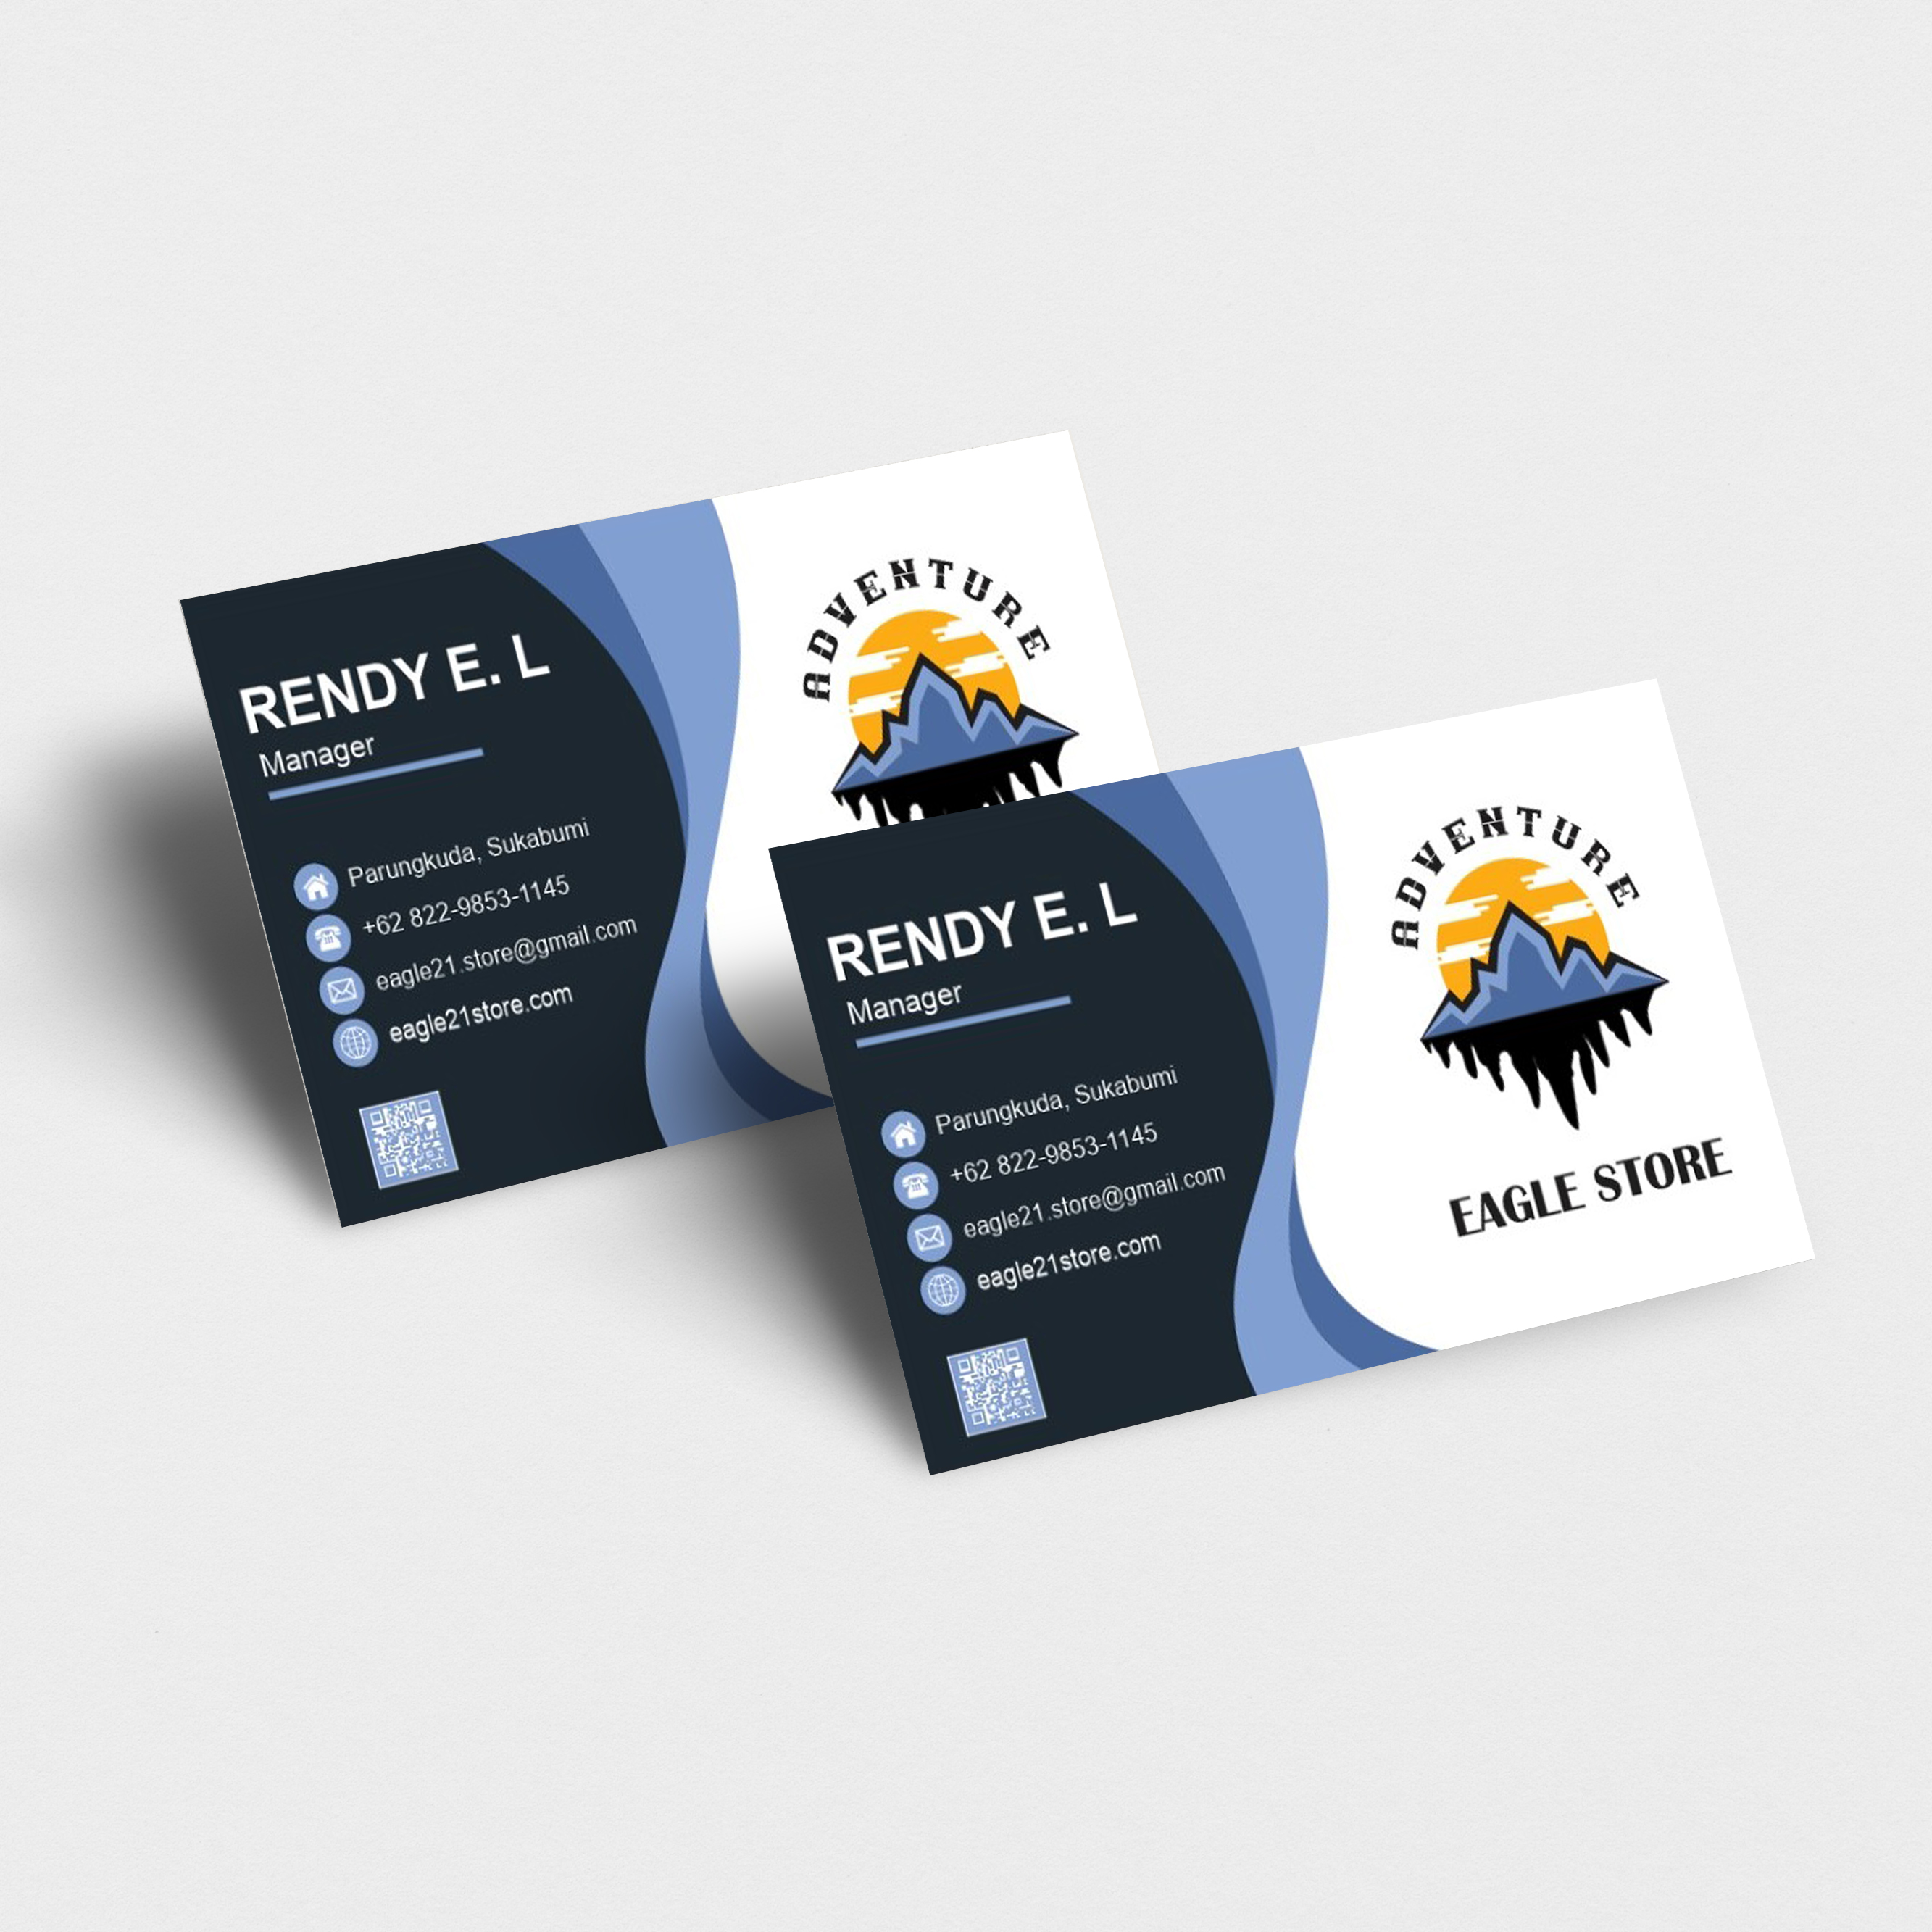 RENDY E. L
Manager
Parungkuda, Sukabumi
+62 822-9853-1145
eagle21.store@gmail.com
eagle21store.com
ADVENTURE
RENDY E. L
Manager
Parungkuda, Sukabumi
+62 822-9853-1145
eagle21.store@gmail.com
eagle21store.com
ADVENTURE
EAGLE STORE